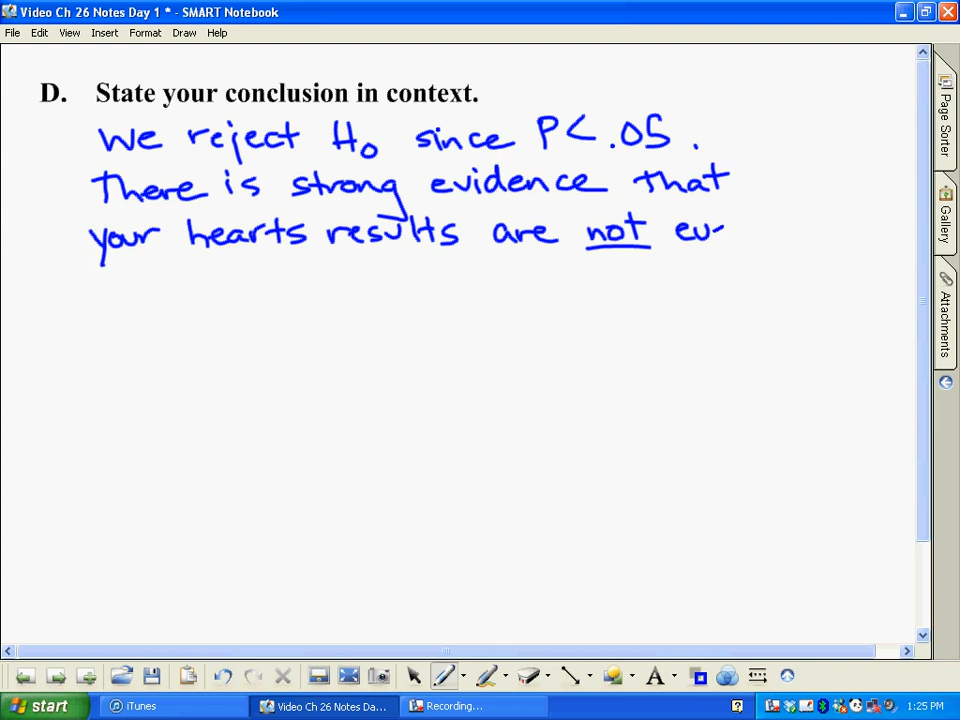 Video Ch 26 Notes Day 1 * - SMART Notebook
File Edit View Insert Format Draw Help
D. State your conclusion in context.
We reject H₀ since P< .05 .
There is strong evidence that
your hearts results are not ev
Page Sorter
Gallery
Attachments
start
iTunes
Video Ch 26 Notes Da...
Recording...
1:25 PM